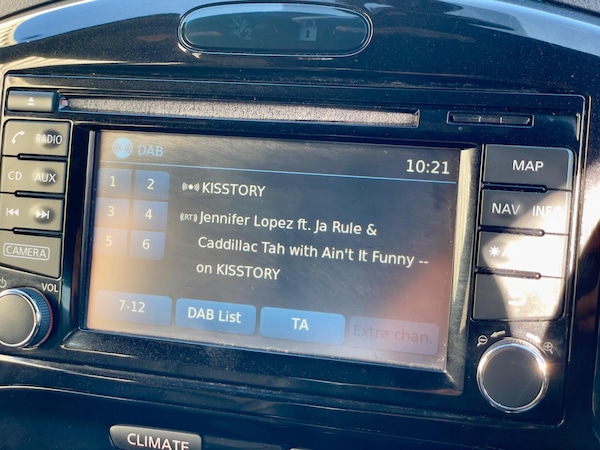 2
RADIO
CD AUX
CAMERA
VOL
DAB
10:21
1 2
3 4
5 6
KISSTORY
(RT) Jennifer Lopez ft. Ja Rule &
Caddillac Tah with Ain't It Funny --
on KISSTORY
7-12
DAB List
TA
Extra chan.
MAP
NAV INFO
CLIMATE